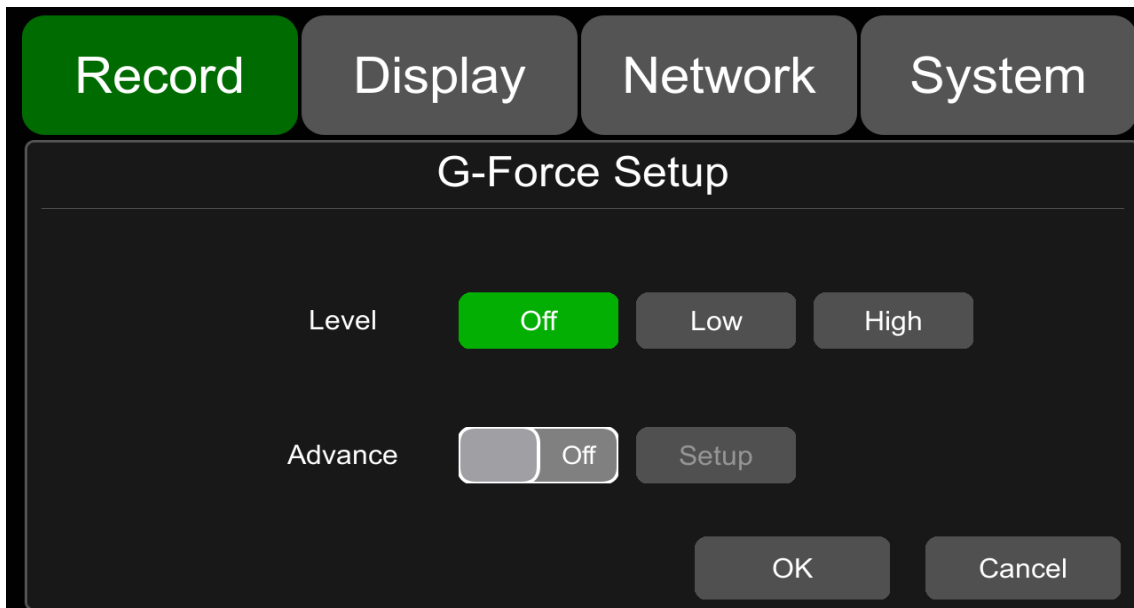 Record Display Network System
G-Force Setup
Level Off Low High
Advance Off Setup
OK Cancel